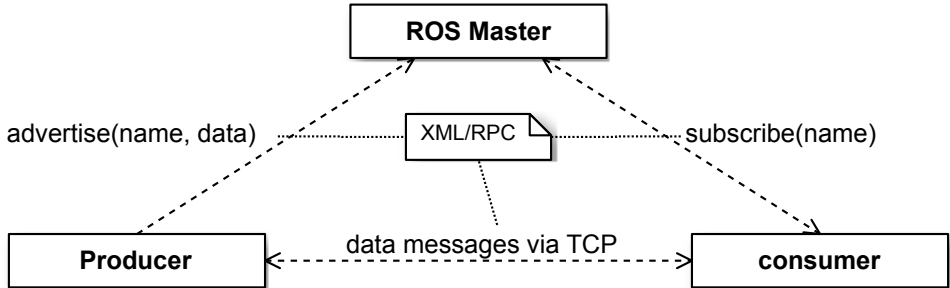 ROS Master
advertise(name, data)
XML/RPC
subscribe(name)
data messages via TCP
Producer
consumer